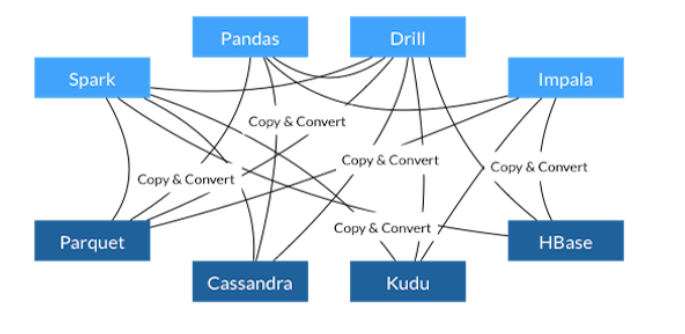 Pandas
Drill
Spark
Impala
Copy & Convert
Copy & Convert
Copy & Convert
Copy & Convert
Copy & Convert
Parquet
HBase
Cassandra
Kudu